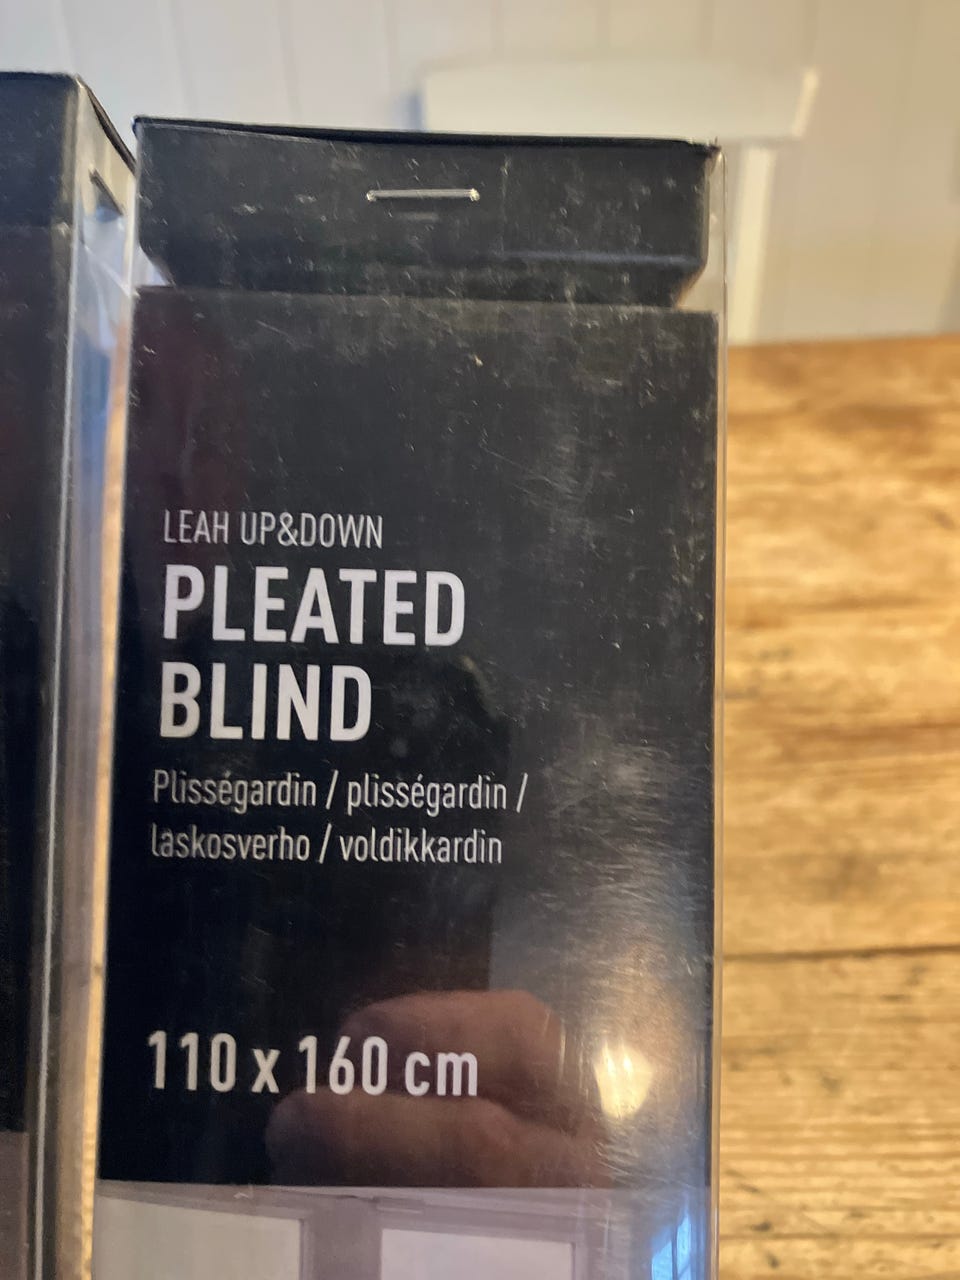 LEAH UP&DOWN
PLEATED
BLIND
Plisségardin / plisségardin /
laskosverho / voldikkardin
110 x 160 cm